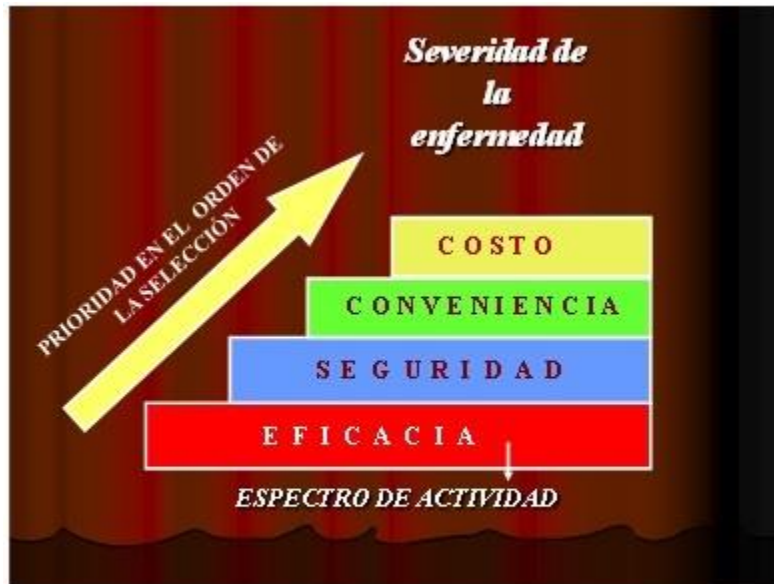 Severidad de
la
enfermedad
PRIORIDAD EN EL ORDEN DE
LA SELECCIÓN
COSTO
CONVENIENCIA
SEGURIDAD
EFICACIA
ESPECTRO DE ACTIVIDAD